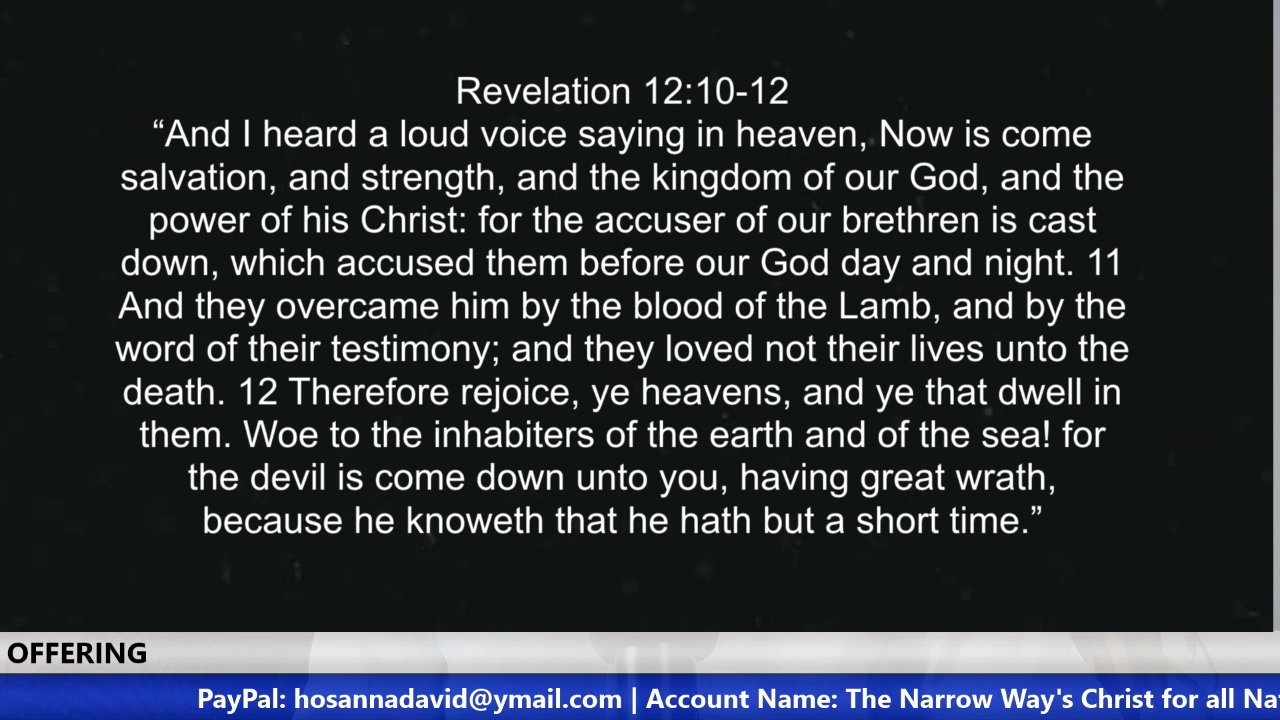 Revelation 12:10-12
“And I heard a loud voice saying in heaven, Now is come
salvation, and strength, and the kingdom of our God, and the
power of his Christ: for the accuser of our brethren is cast
down, which accused them before our God day and night. 11
And they overcame him by the blood of the Lamb, and by the
word of their testimony; and they loved not their lives unto the
death. 12 Therefore rejoice, ye heavens, and ye that dwell in
them. Woe to the inhabiters of the earth and of the sea! for
the devil is come down unto you, having great wrath,
because he knoweth that he hath but a short time.”
OFFERING
PayPal: hosannadavid@ymail.com | Account Name: The Narrow Way's Christ for all Na